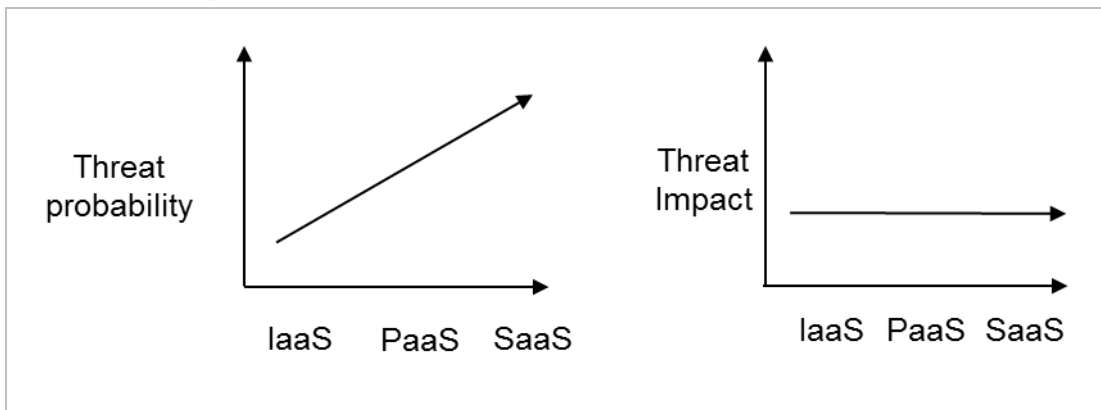 Threat
probability
IaaS PaaS SaaS
Threat
Impact
IaaS PaaS SaaS